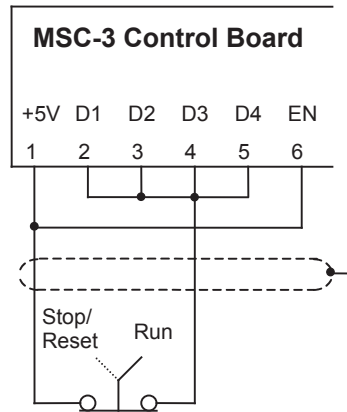 MSC-3 Control Board
+5V D1 D2 D3 D4 EN
1 2 3 4 5 6
Stop/
Reset
Run